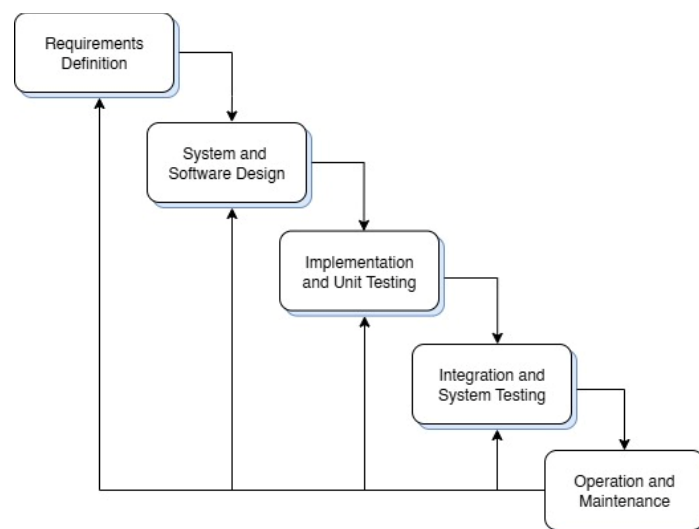 Requirements
Definition
System and
Software Design
Implementation
and Unit Testing
Integration and
System Testing
Operation and
Maintenance